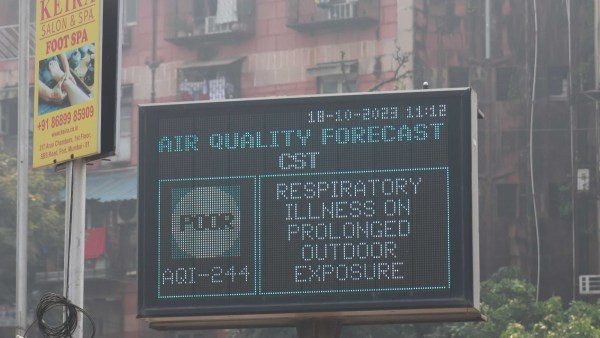 KEIRA
SALON & SPA
FOOT SPA
+91 86899 85909
18-10-2023 11:12
AIR QUALITY FORECAST
CST
POOR
AQI-244
RESPIRATORY
ILLNESS ON
PROLONGED
OUTDOOR
EXPOSURE